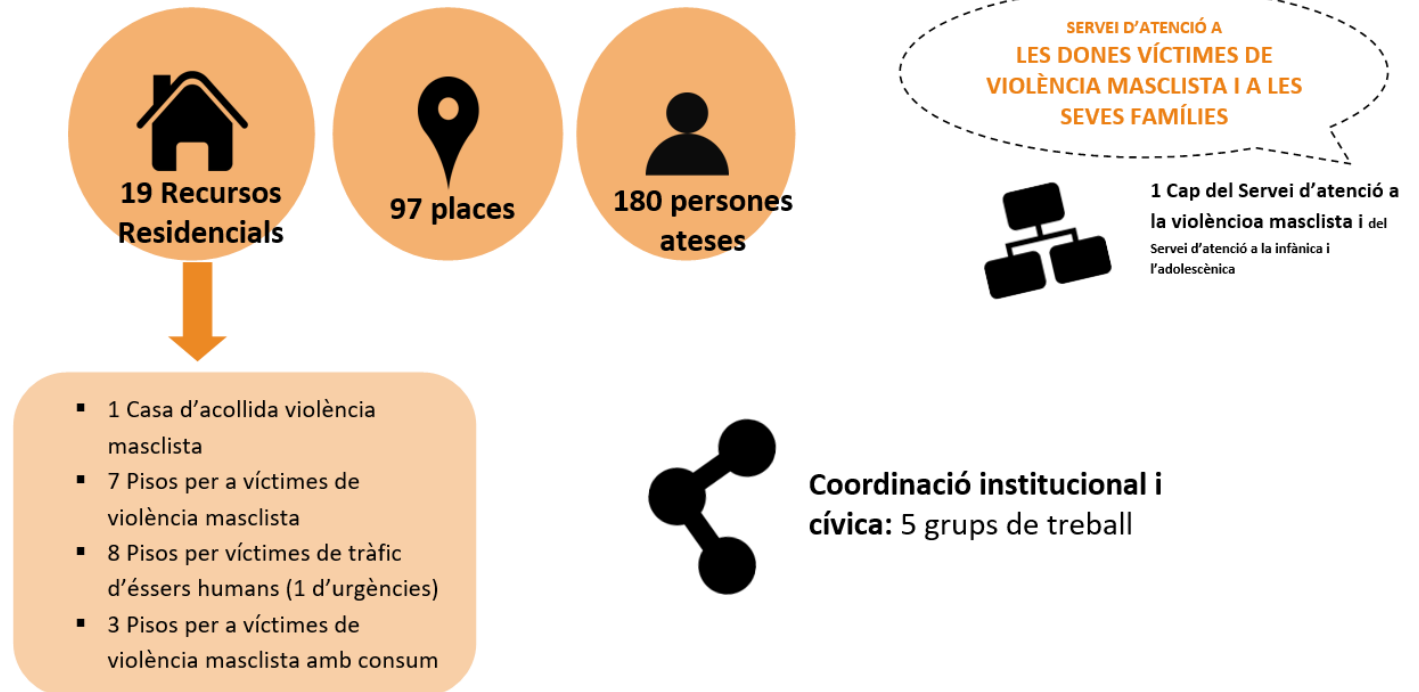 19 Recursos
Residencials
97 places
180 persones
ateses
SERVEI D'ATENCIÓ A
LES DONES VÍCTIMES DE
VIOLÈNCIA MASCLISTA I A LES
SEVES FAMÍLIES
1 Cap del Servei d'atenció a
la violèncioa masclista i del
Servei d'atenció a la infànica i
l'adolescènica
▪ 1 Casa d'acollida violència
masclista
▪ 7 Pisos per a víctimes de
violència masclista
▪ 8 Pisos per víctimes de tràfic
d'éssers humans (1 d'urgències)
▪ 3 Pisos per a víctimes de
violència masclista amb consum
Coordinació institucional i
cívica: 5 grups de treball